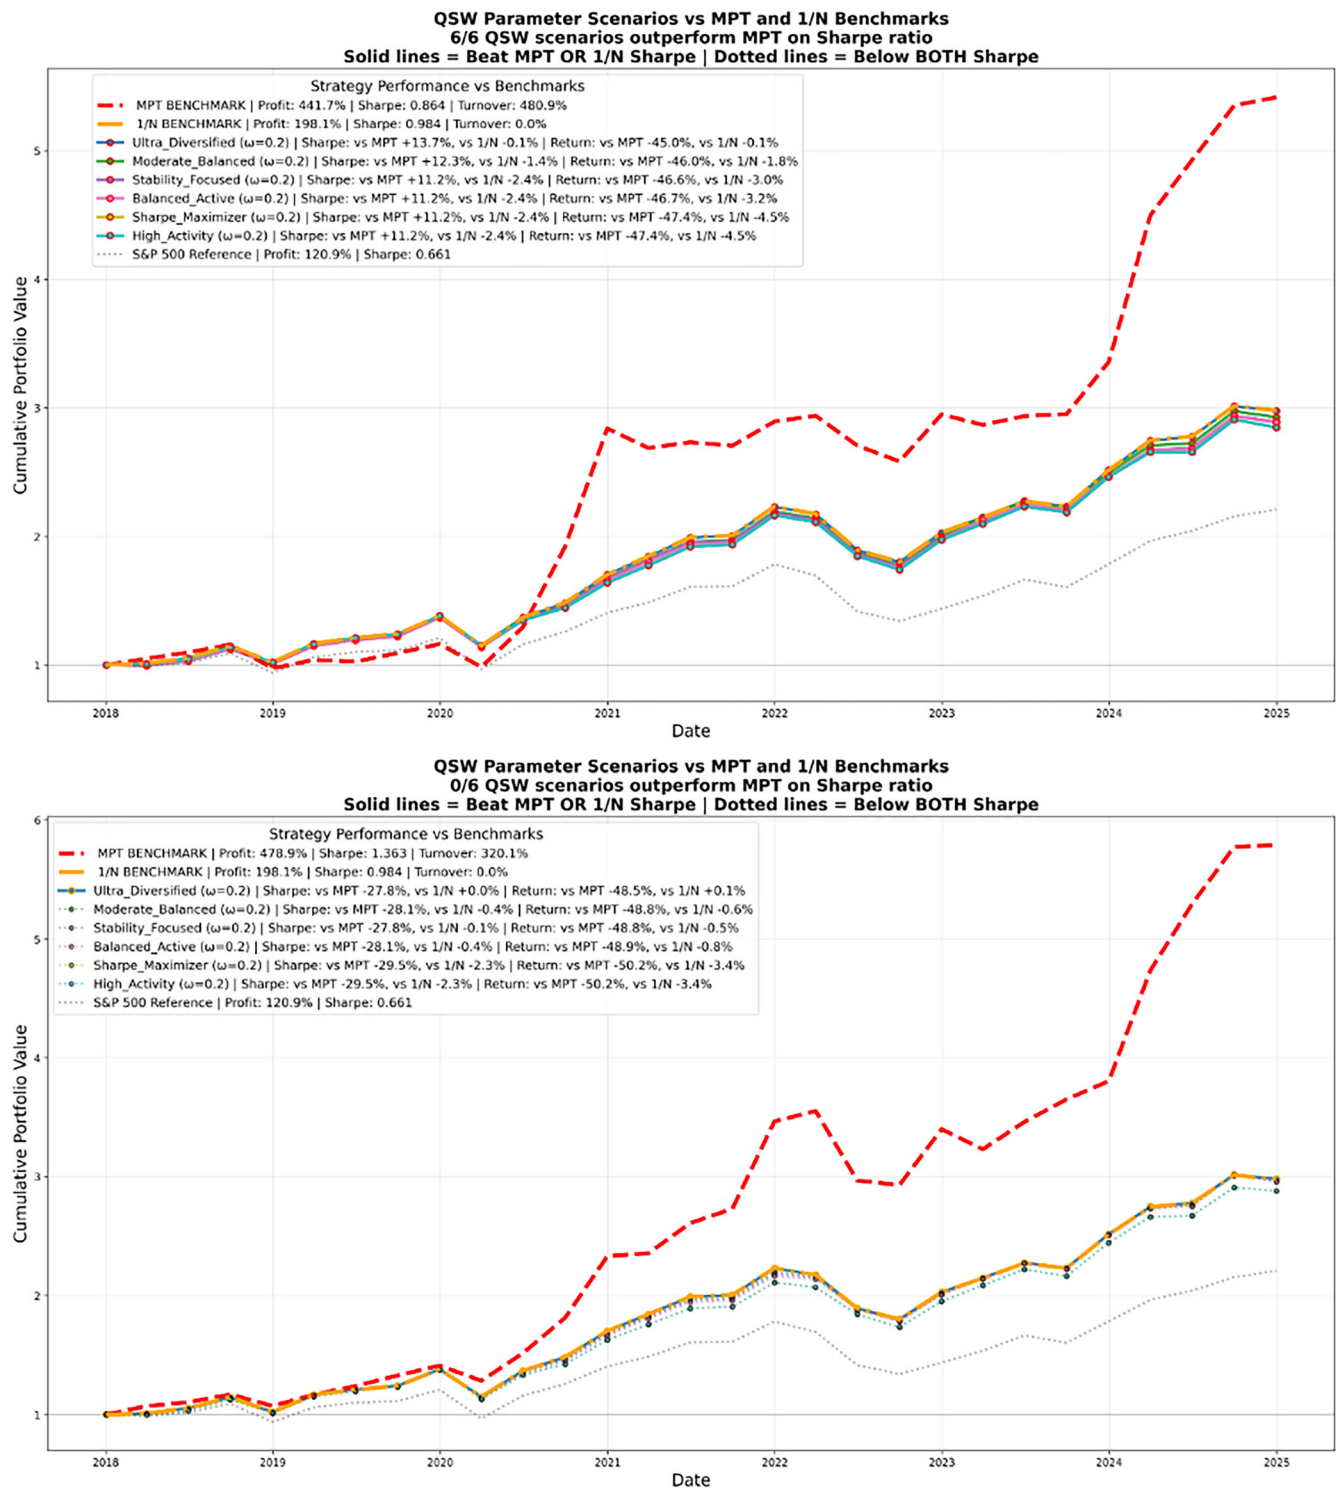 QSW Parameter Scenarios vs MPT and 1/N Benchmarks
6/6 QSW scenarios outperform MPT on Sharpe ratio
Solid lines = Beat MPT OR 1/N Sharpe | Dotted lines = Below BOTH Sharpe
Strategy Performance vs Benchmarks
MPT BENCHMARK | Profit: 441.7% | Sharpe: 0.864 | Turnover: 480.9%
1/N BENCHMARK | Profit: 198.1% | Sharpe: 0.984 | Turnover: 0.0%
Ultra_Diversified (ω=0.2) | Sharpe: vs MPT +13.7%, vs 1/N -0.1% | Return: vs MPT -45.0%, vs 1/N -0.1%
Moderate_Balanced (ω=0.2) | Sharpe: vs MPT +12.3%, vs 1/N -1.4% | Return: vs MPT -46.0%, vs 1/N -1.8%
Stability_Focused (ω=0.2) | Sharpe: vs MPT +11.2%, vs 1/N -2.4% | Return: vs MPT -46.6%, vs 1/N -3.0%
Balanced_Active (ω=0.2) | Sharpe: vs MPT +11.2%, vs 1/N -2.4% | Return: vs MPT -46.7%, vs 1/N -3.2%
Sharpe_Maximizer (ω=0.2) | Sharpe: vs MPT +11.2%, vs 1/N -2.4% | Return: vs MPT -47.4%, vs 1/N -4.5%
High_Activity (ω=0.2) | Sharpe: vs MPT +11.2%, vs 1/N -2.4% | Return: vs MPT -47.4%, vs 1/N -4.5%
S&P 500 Reference | Profit: 120.9% | Sharpe: 0.661
Cumulative Portfolio Value
5
4
3
2
1
2018 2019 2020 2021 2022 2023 2024 2025
Date
QSW Parameter Scenarios vs MPT and 1/N Benchmarks
0/6 QSW scenarios outperform MPT on Sharpe ratio
Solid lines = Beat MPT OR 1/N Sharpe | Dotted lines = Below BOTH Sharpe
Strategy Performance vs Benchmarks
MPT BENCHMARK | Profit: 478.9% | Sharpe: 1.363 | Turnover: 320.1%
1/N BENCHMARK | Profit: 198.1% | Sharpe: 0.984 | Turnover: 0.0%
Ultra_Diversified (ω=0.2) | Sharpe: vs MPT -27.8%, vs 1/N +0.0% | Return: vs MPT -48.5%, vs 1/N +0.1%
Moderate_Balanced (ω=0.2) | Sharpe: vs MPT -28.1%, vs 1/N -0.4% | Return: vs MPT -48.8%, vs 1/N -0.6%
Stability_Focused (ω=0.2) | Sharpe: vs MPT -27.8%, vs 1/N -0.1% | Return: vs MPT -48.8%, vs 1/N -0.5%
Balanced_Active (ω=0.2) | Sharpe: vs MPT -28.1%, vs 1/N -0.4% | Return: vs MPT -48.9%, vs 1/N -0.8%
Sharpe_Maximizer (ω=0.2) | Sharpe: vs MPT -29.5%, vs 1/N -2.3% | Return: vs MPT -50.2%, vs 1/N -3.4%
High_Activity (ω=0.2) | Sharpe: vs MPT -29.5%, vs 1/N -2.3% | Return: vs MPT -50.2%, vs 1/N -3.4%
S&P 500 Reference | Profit: 120.9% | Sharpe: 0.661
Cumulative Portfolio Value
6
5
4
3
2
1
2018 2019 2020 2021 2022 2023 2024 2025
Date